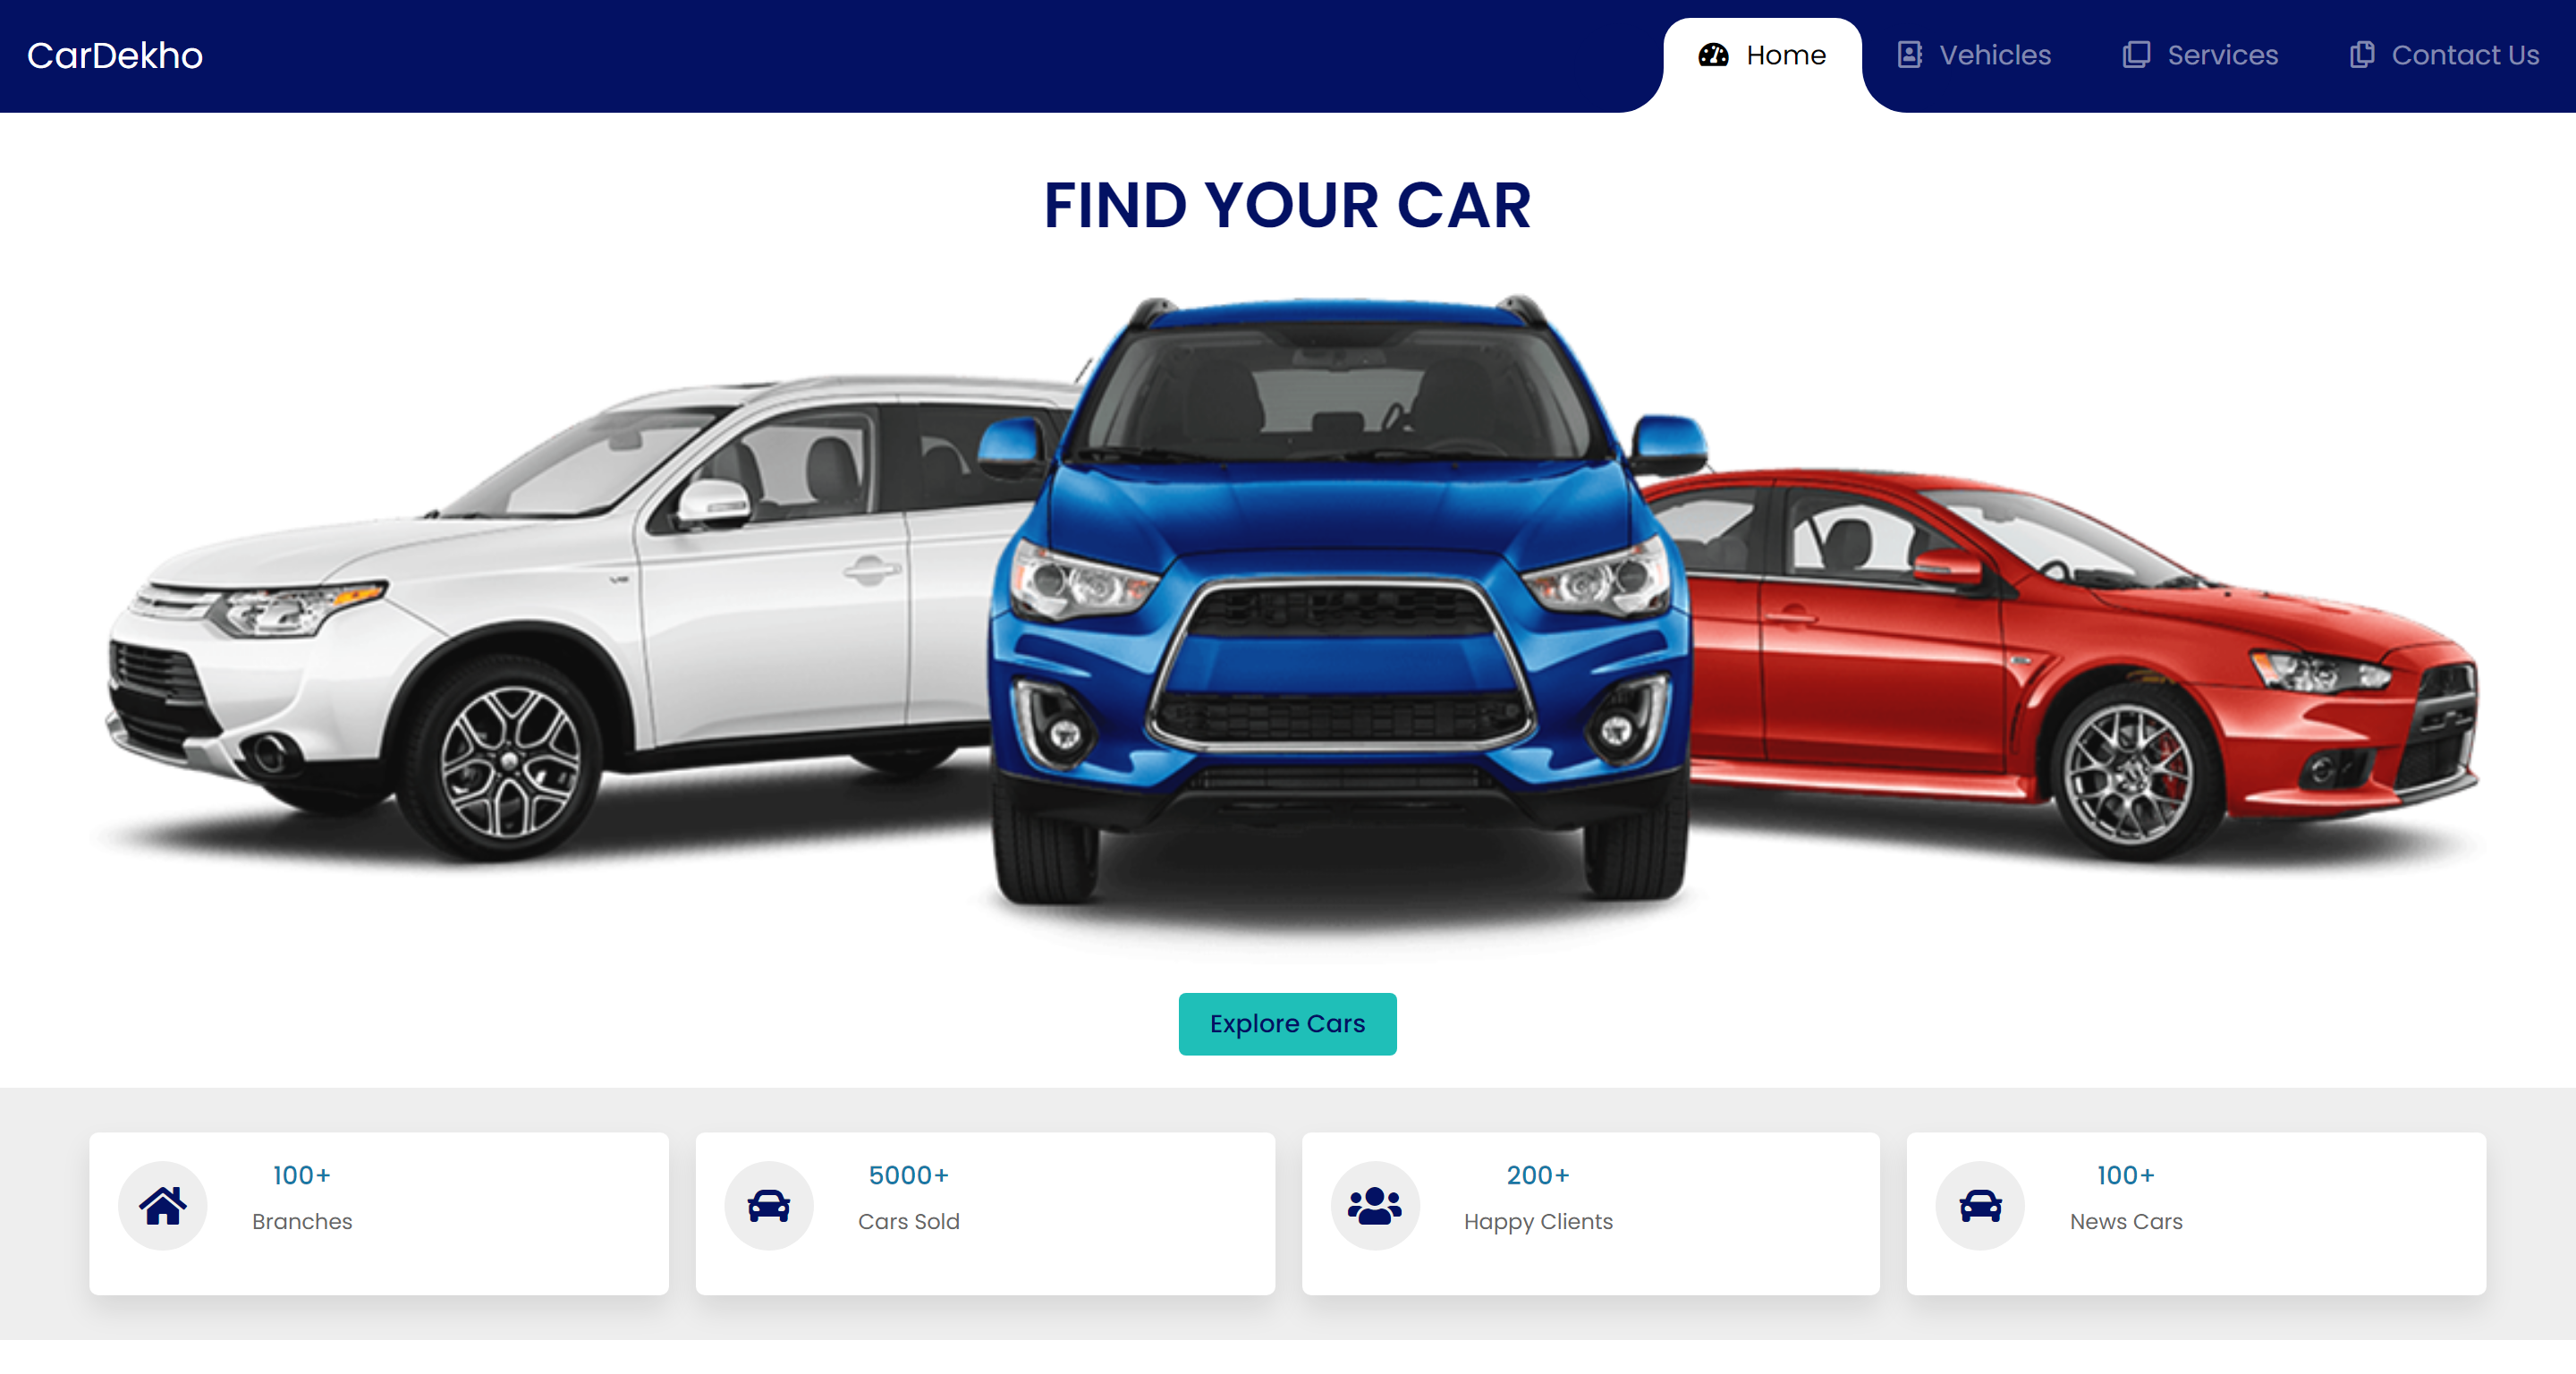 CarDekho
Home
Vehicles
Services
Contact Us
FIND YOUR CAR
Explore Cars
100+
Branches
5000+
Cars Sold
200+
Happy Clients
100+
News Cars